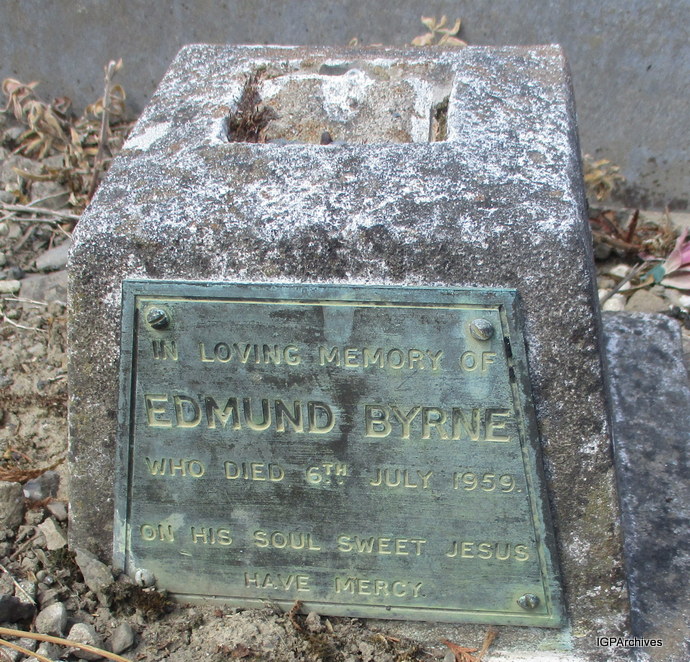 IN LOVING MEMORY OF
EDMUND BYRNE
WHO DIED 6TH JULY 1959.
ON HIS SOUL SWEET JESUS
HAVE MERCY
IGPArchives